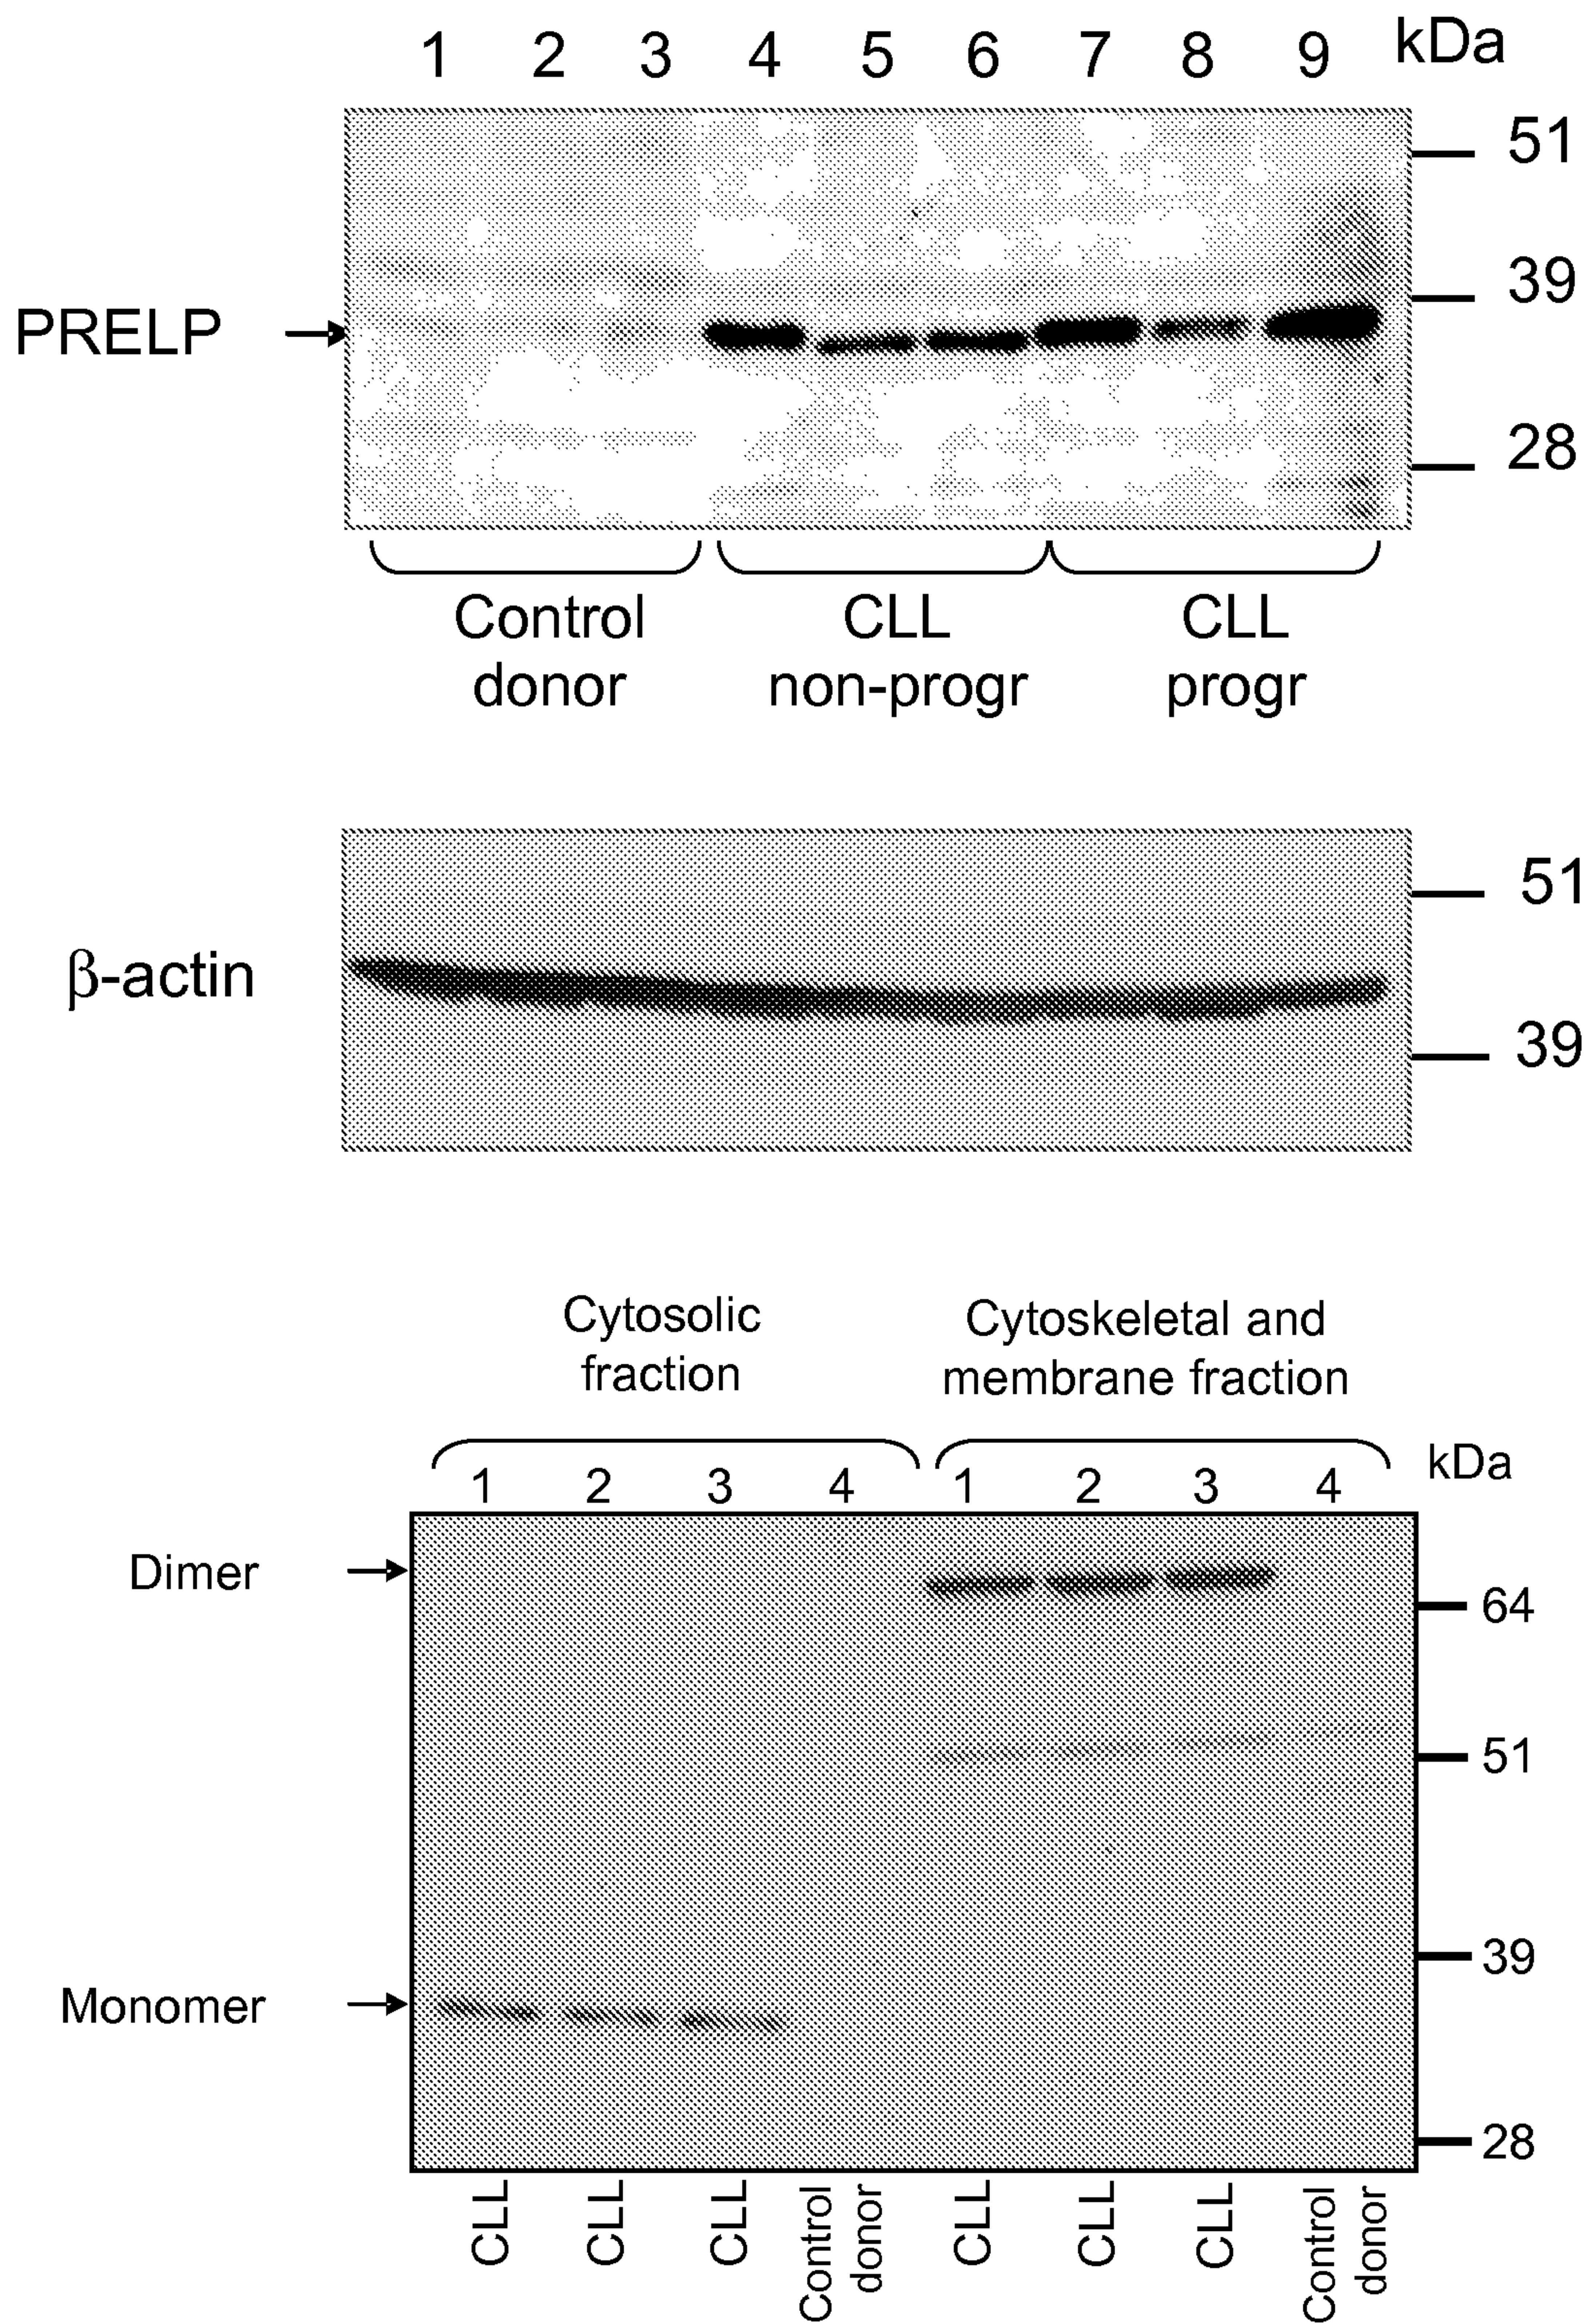 1 2 3 4 5 6 7 8 9 kDa
51
39
PRELP
28
Control donor
CLL non-progr
CLL progr
51
β-actin
39
Cytosolic fraction
Cytoskeletal and membrane fraction
1 2 3 4 1 2 3 4 kDa
Dimer
64
51
39
Monomer
28
CLL CLL CLL Control donor CLL CLL CLL Control donor